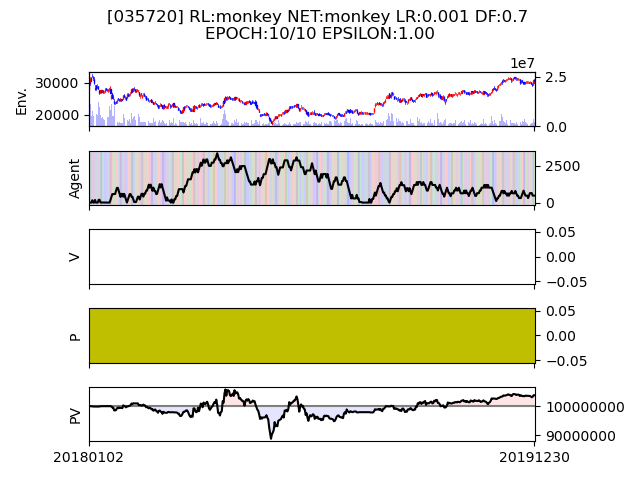 [035720] RL:monkey NET:monkey LR:0.001 DF:0.7
EPOCH:10/10 EPSILON:1.00
1e7
Env.
30000
20000
2.5
0.0
Agent
2500
0
V
0.05
0.00
−0.05
P
0.05
0.00
−0.05
PV
100000000
90000000
20180102
20191230